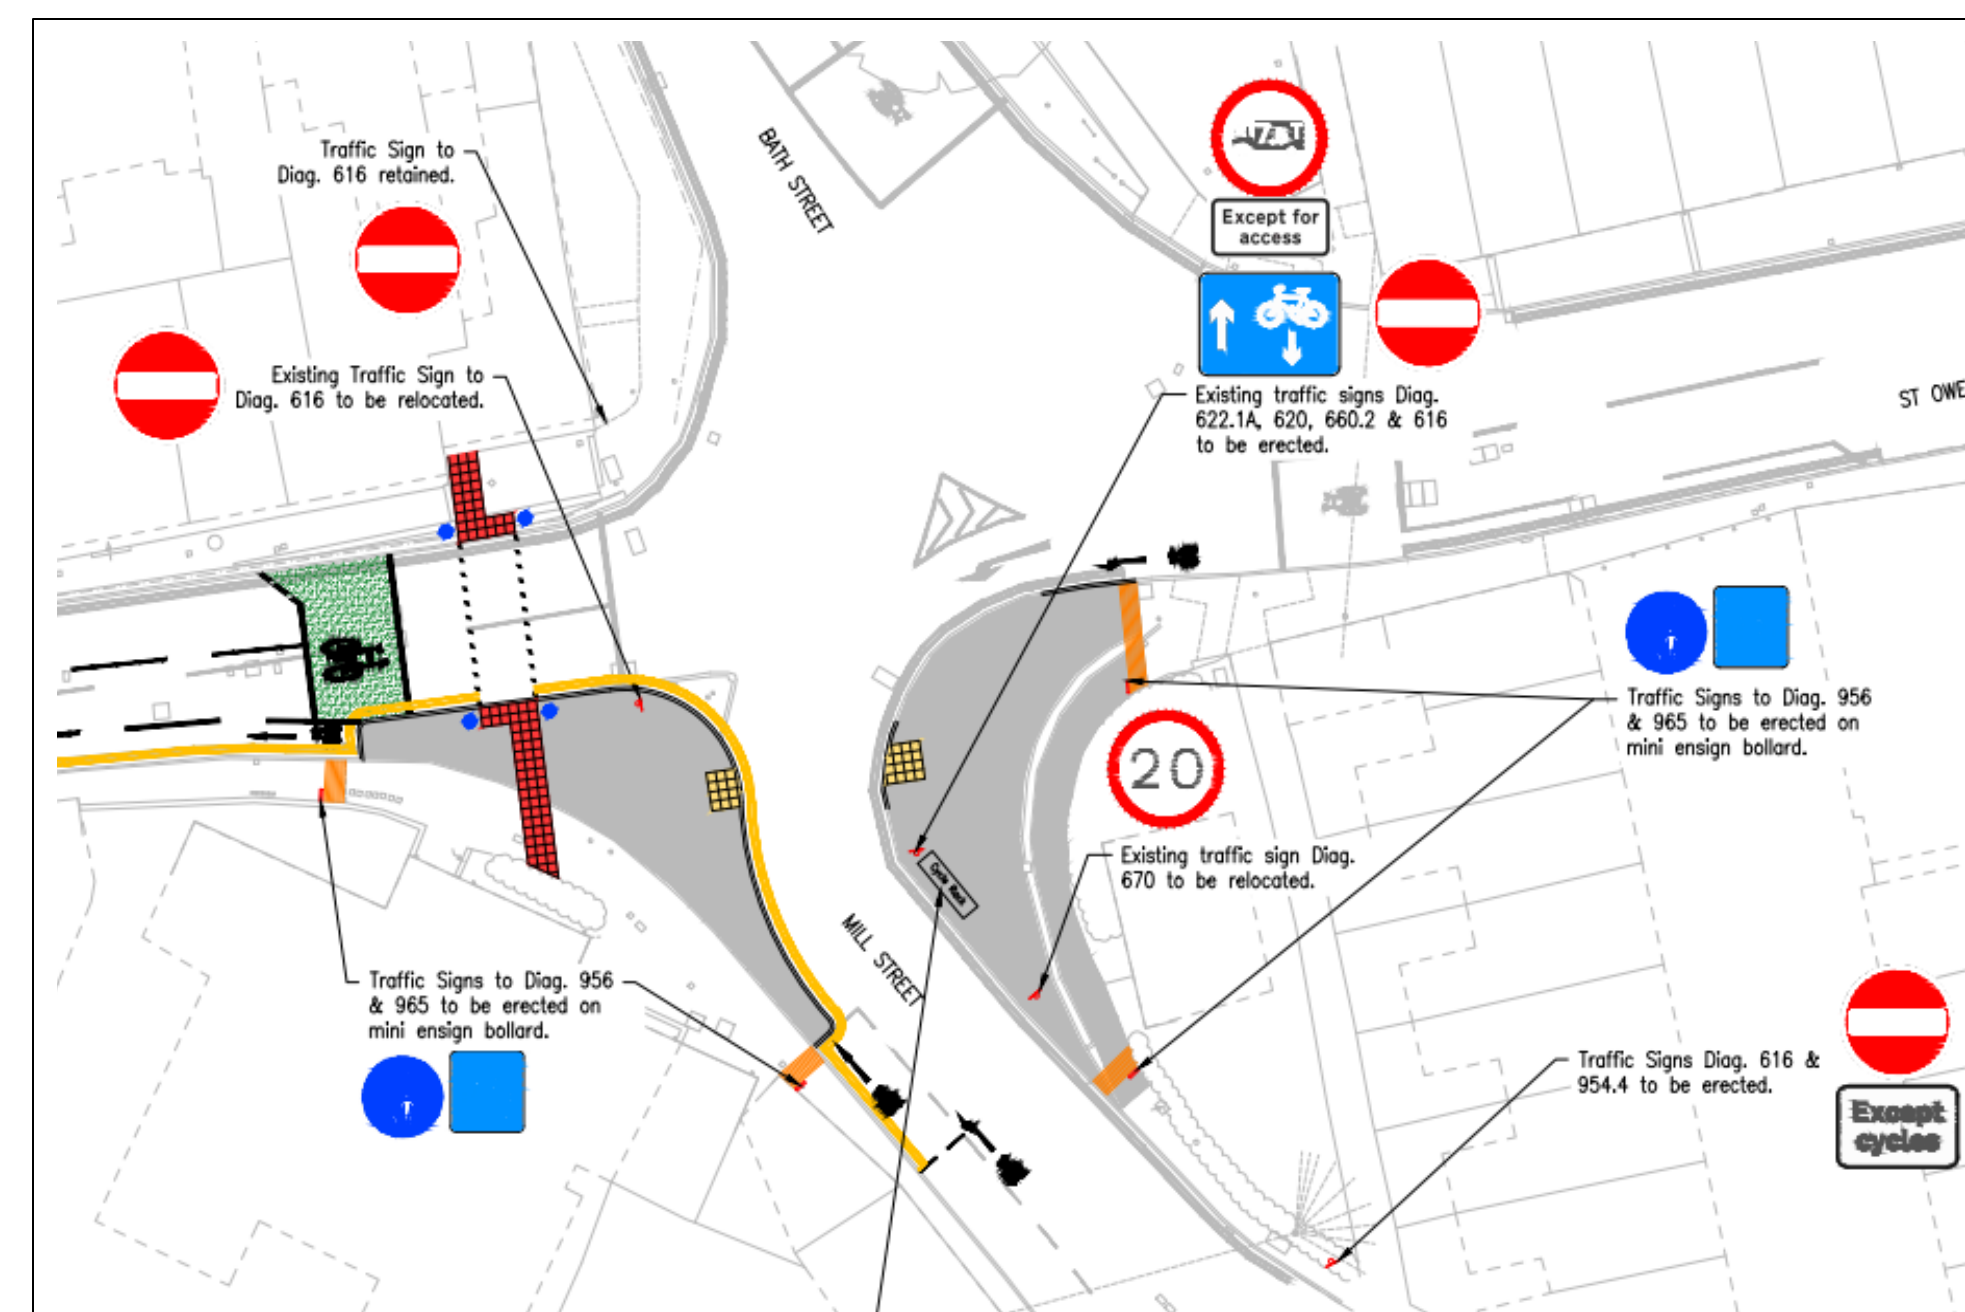 Traffic Sign to
Diag. 616 retained.
BATH STREET
Except for
access
Existing Traffic Sign to
Diag. 616 to be relocated.
Existing traffic signs Diag.
622.1A, 620, 660.2 & 616
to be erected.
ST OWE
Traffic Signs to Diag. 956
& 965 to be erected on
mini ensign bollard.
20
Existing traffic sign Diag.
670 to be relocated.
Cycle Rack
MILL STREET
Traffic Signs to Diag. 956
& 965 to be erected on
mini ensign bollard.
Traffic Signs Diag. 616 &
954.4 to be erected.
Except
cycles